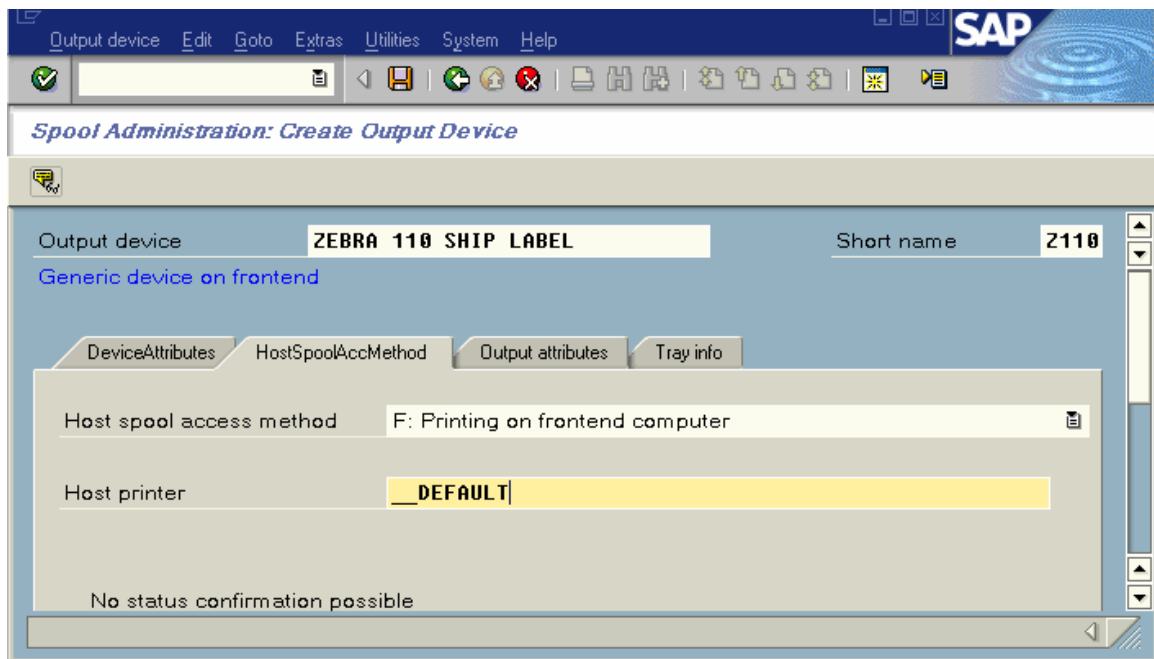 Output device Edit Goto Extras Utilities System Help
SAP
Spool Administration: Create Output Device
Output device ZEBRA 110 SHIP LABEL Short name Z110
Generic device on frontend
DeviceAttributes HostSpoolAccMethod Output attributes Tray info
Host spool access method F: Printing on frontend computer
Host printer __DEFAULT
No status confirmation possible